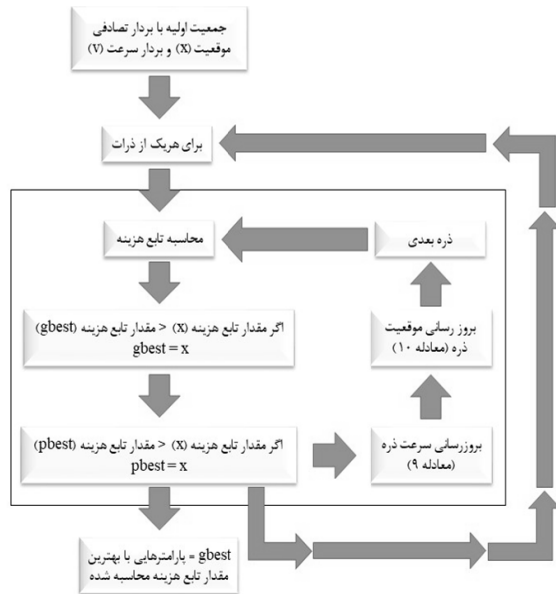 جمعیت اولیه با بردار تصادفی
موقعیت (x) و بردار سرعت (v)
برای هریک از ذرات
محاسبه تابع هزینه
ذره بعدی
اگر مقدار تابع هزینه (x) < مقدار تابع هزینه (gbest)
gbest = x
بروز رسانی موقعیت
ذره (معادله ۱۰)
اگر مقدار تابع هزینه (x) < مقدار تابع هزینه (pbest)
pbest = x
بروزرسانی سرعت ذره
(معادله ۹)
gbest = پارامترهایی با بهترین
مقدار تابع هزینه محاسبه شده